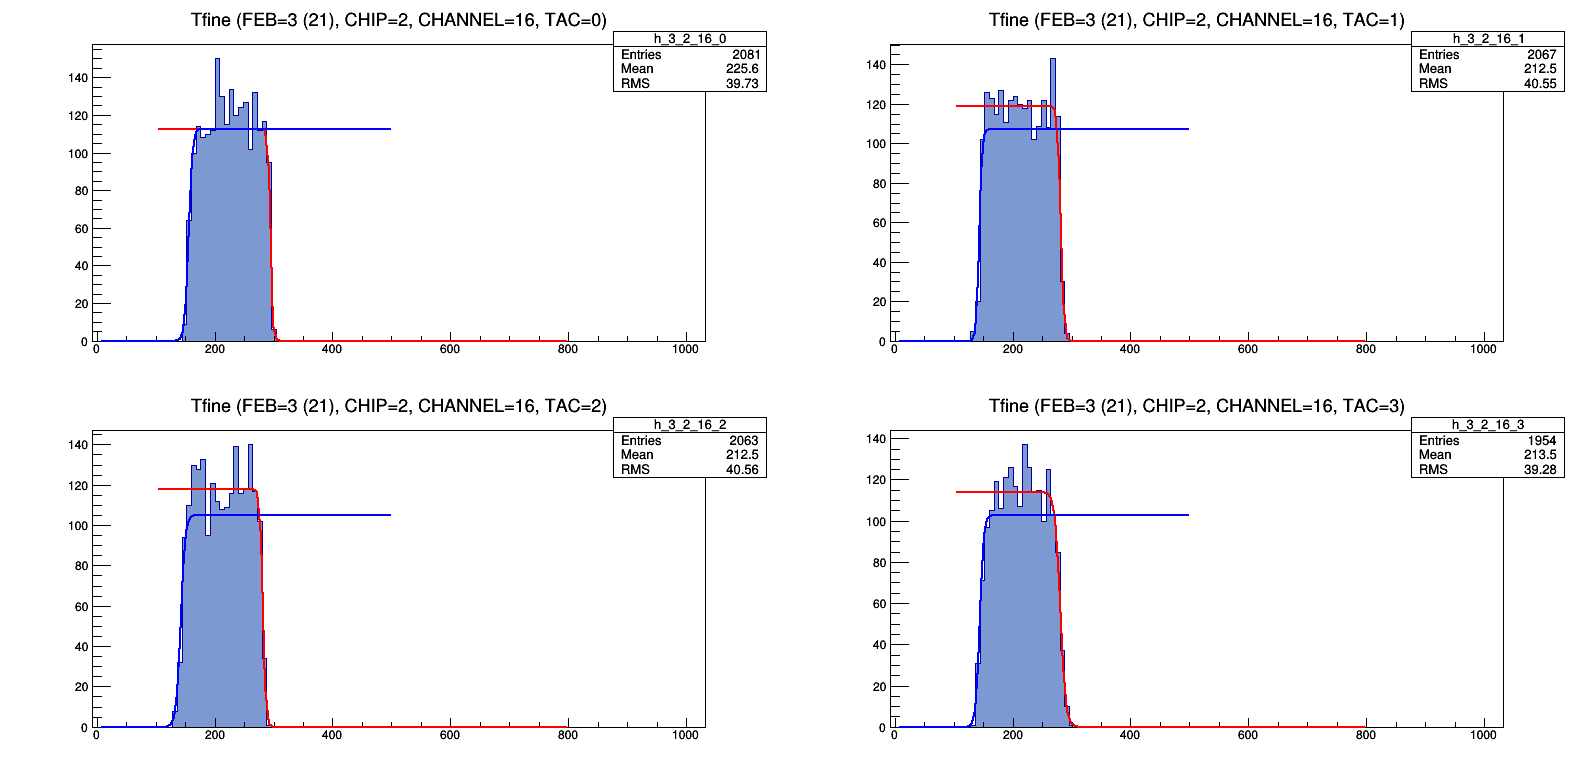 Tfine (FEB=3 (21), CHIP=2, CHANNEL=16, TAC=0)
h_3_2_16_0
Entries 2081
Mean 225.6
RMS 39.73
140
120
100
80
60
40
20
0
0 200 400 600 800 1000
Tfine (FEB=3 (21), CHIP=2, CHANNEL=16, TAC=1)
h_3_2_16_1
Entries 2067
Mean 212.5
RMS 40.55
140
120
100
80
60
40
20
0
0 200 400 600 800 1000
Tfine (FEB=3 (21), CHIP=2, CHANNEL=16, TAC=2)
h_3_2_16_2
Entries 2063
Mean 212.5
RMS 40.56
140
120
100
80
60
40
20
0
0 200 400 600 800 1000
Tfine (FEB=3 (21), CHIP=2, CHANNEL=16, TAC=3)
h_3_2_16_3
Entries 1954
Mean 213.5
RMS 39.28
140
120
100
80
60
40
20
0
0 200 400 600 800 1000